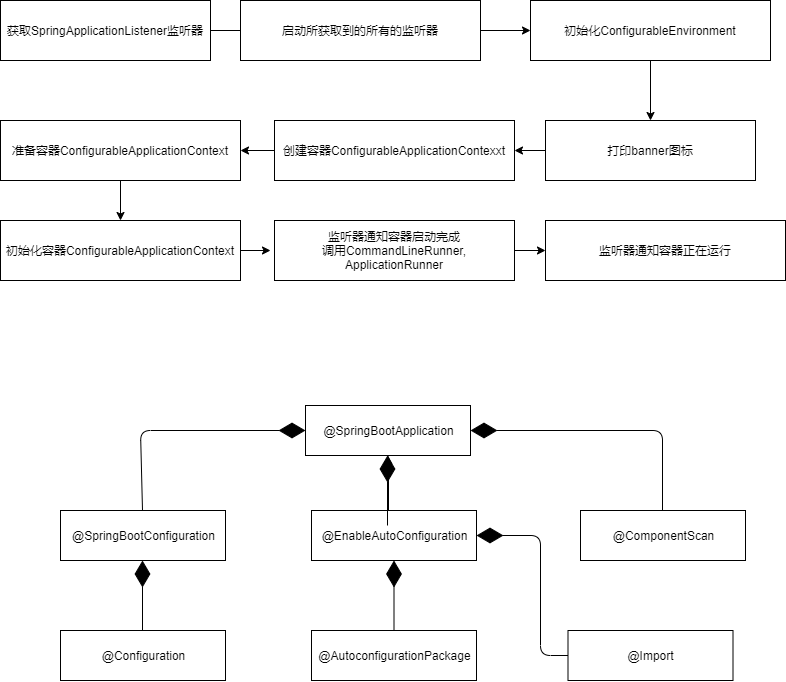 获取SpringApplicationListener监听器
启动所获取到的所有的监听器
初始化ConfigurableEnvironment
准备容器ConfigurableApplicationContext
创建容器ConfigurableApplicationContexxt
打印banner图标
初始化容器ConfigurableApplicationContext
监听器通知容器启动完成
调用CommandLineRunner,
ApplicationRunner
监听器通知容器正在运行
@SpringBootApplication
@SpringBootConfiguration
@EnableAutoConfiguration
@ComponentScan
@Configuration
@AutoconfigurationPackage
@Import